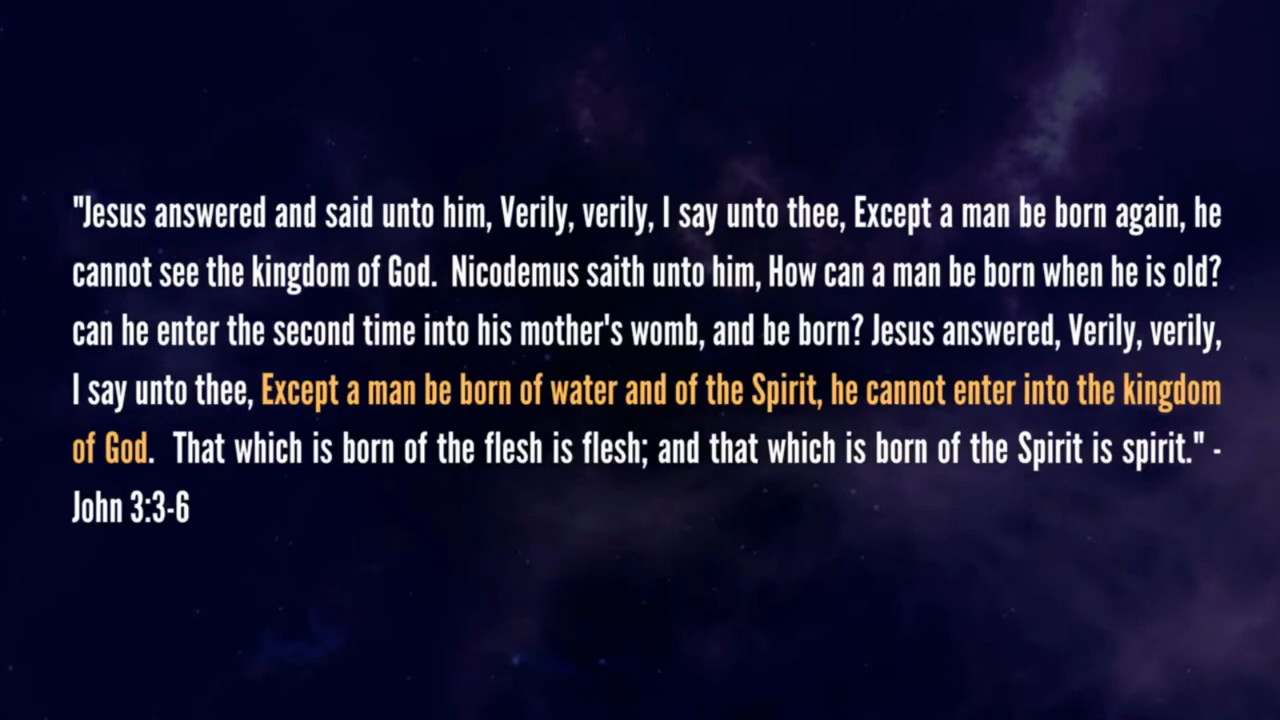 "Jesus answered and said unto him, Verily, verily, I say unto thee, Except a man be born again, he
cannot see the kingdom of God.  Nicodemus saith unto him, How can a man be born when he is old?
can he enter the second time into his mother's womb, and be born? Jesus answered, Verily, verily,
I say unto thee, Except a man be born of water and of the Spirit, he cannot enter into the kingdom
of God.  That which is born of the flesh is flesh; and that which is born of the Spirit is spirit." -
John 3:3-6